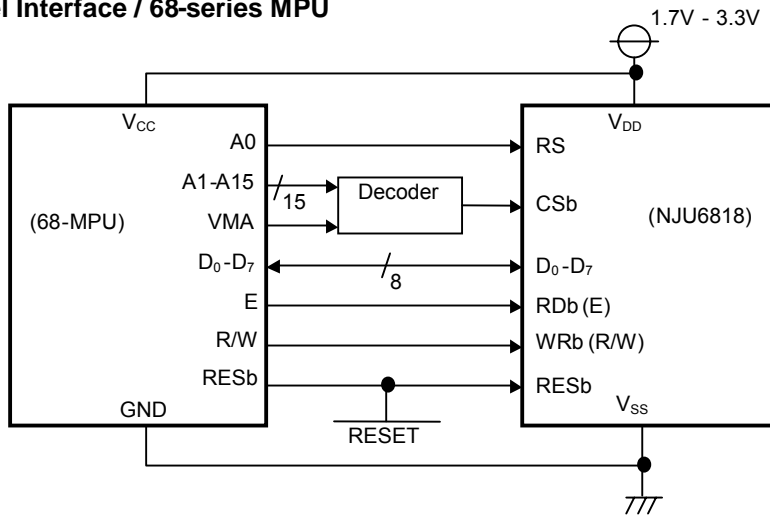 el Interface / 68-series MPU
1.7V - 3.3V
VCC
VDD
A0
RS
A1-A15
15
Decoder
CSb
(68-MPU)
VMA
(NJU6818)
D0-D7
8
D0-D7
E
RDb (E)
R/W
WRb (R/W)
RESb
RESb
GND
RESET
VSS